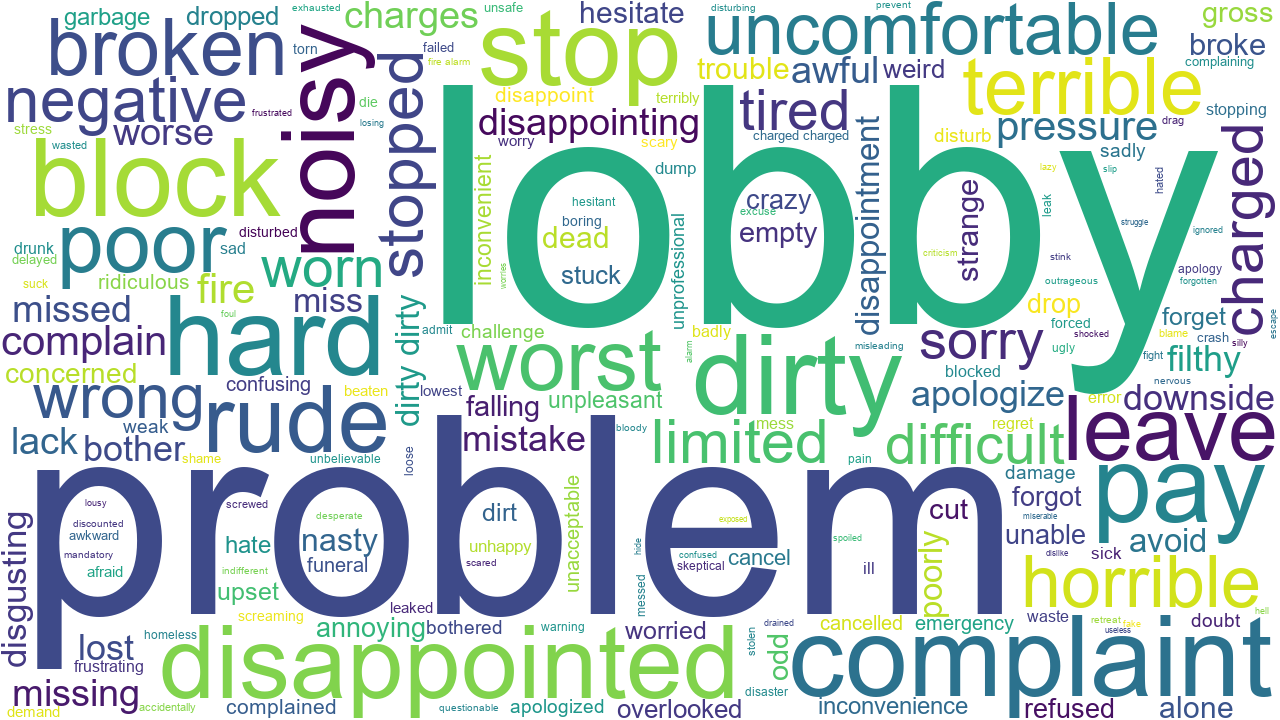 lobby
problem
stop
uncomfortable
broken
negative
noisy
block
poor
hard
worst
dirty
terrible
rude
wrong
leave
pay
horrible
complaint
disappointed
difficult
limited
stopped
charged
garbage
dropped
exhausted
charges
unsafe
hesitate
disturbing
prevent
gross
torn
failed
fire alarm
trouble
awful
weird
broke
complaining
die
losing
frustrated
disappoint
terribly
tired
stopping
stress
wasted
worse
disappointing
worry
scary
charged charged
disturb
pressure
drag
sadly
dump
inconvenient
worries
hesitant
boring
dead
stuck
crazy
excuse
empty
disappointment
unprofessional
strange
criticism
lazy
slip
hated
leak
struggle
ignored
stink
outrageous
apology
forgotten
drunk
delayed
sad
disturbed
worn
suck
ridiculous
fire
foul
missed
miss
complain
concerned
dirty dirty
admit
challenge
badly
alarm
misleading
drop
forced
shocked
ugly
forget
blame
crash
silly
escape
fight
filthy
nervous
sorry
blocked
apologize
error
downside
confusing
beaten
lowest
falling
unpleasant
weak
lack
bother
shame
unbelievable
loose
mistake
bloody
mess
pain
regret
damage
forgot
miserable
unable
dislike
sick
avoid
lousy
discounted
awkward
mandatory
afraid
disgusting
screwed
desperate
hate
nasty
funeral
indifferent
upset
dirt
unhappy
scared
unacceptable
hide
messed
exposed
confused
skeptical
cancel
spoiled
ill
cut
poorly
screaming
leaked
annoying
bothered
homeless
lost
frustrating
missing
demand
accidentally
complained
questionable
apologized
warning
worried
overlooked
stolen
drained
disaster
odd
cancelled
emergency
inconvenience
waste
retreat
useless
fake
doubt
hell
refused
alone